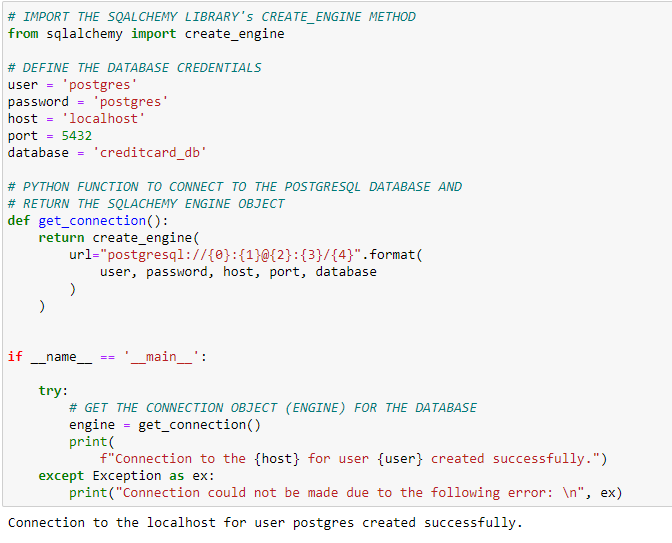 # IMPORT THE SQALCHEMY LIBRARY's CREATE_ENGINE METHOD
from sqlalchemy import create_engine

# DEFINE THE DATABASE CREDENTIALS
user = 'postgres'
password = 'postgres'
host = 'localhost'
port = 5432
database = 'creditcard_db'

# PYTHON FUNCTION TO CONNECT TO THE POSTGRESQL DATABASE AND
# RETURN THE SQLACHEMY ENGINE OBJECT
def get_connection():
    return create_engine(
        url="postgresql://{0}:{1}@{2}:{3}/{4}".format(
            user, password, host, port, database
        )
    )


if __name__ == '__main__':

    try:
        # GET THE CONNECTION OBJECT (ENGINE) FOR THE DATABASE
        engine = get_connection()
        print(
            f"Connection to the {host} for user {user} created successfully.")
    except Exception as ex:
        print("Connection could not be made due to the following error: \n", ex)
Connection to the localhost for user postgres created successfully.